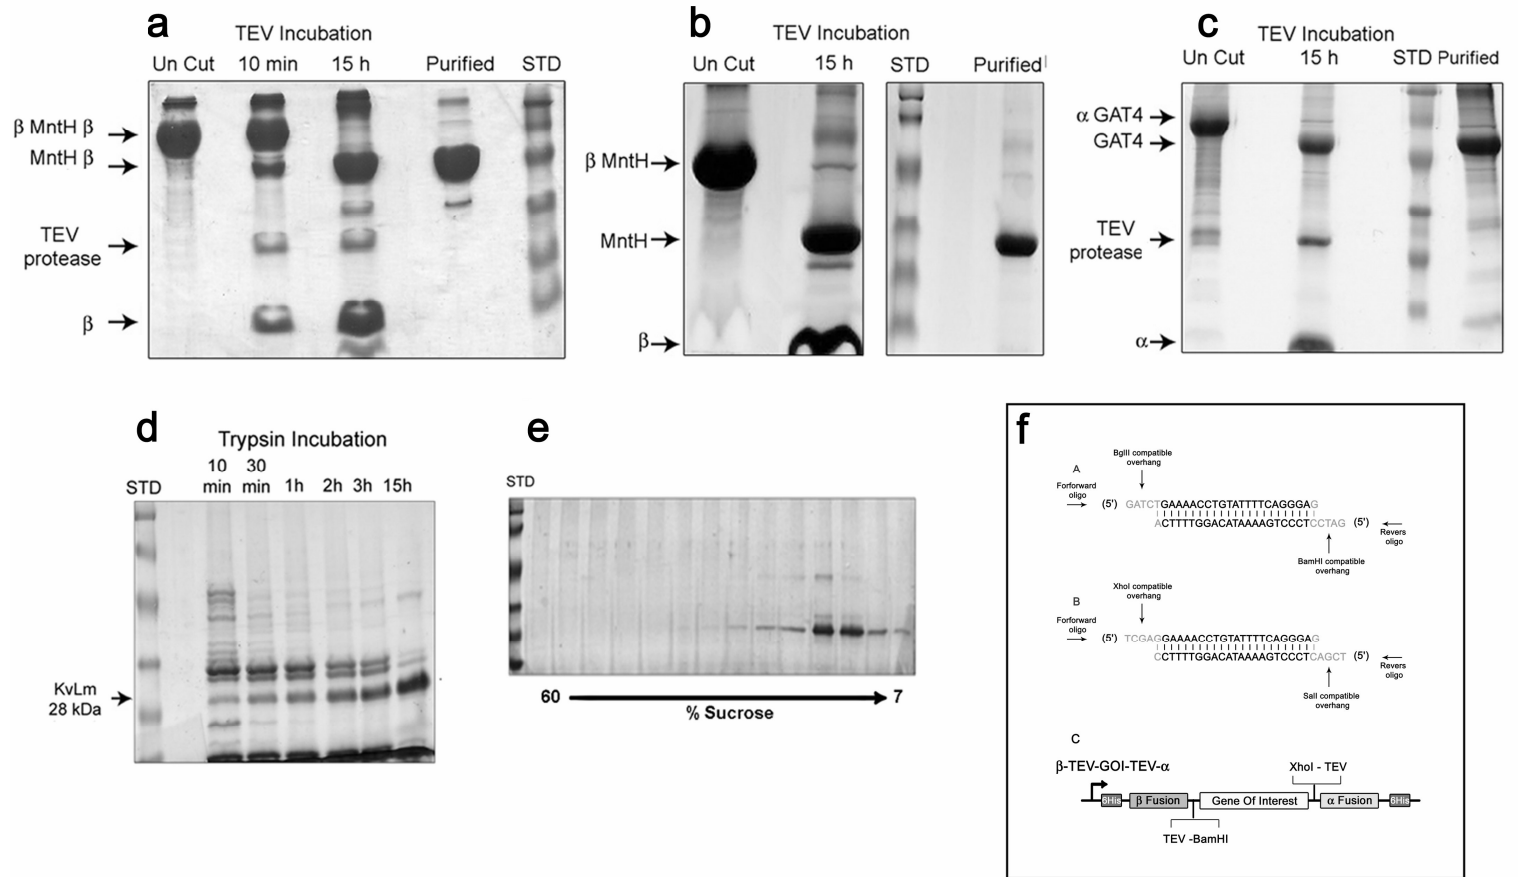 a
TEV Incubation
Un Cut 10 min 15 h Purified STD
β MntH β
MntH β
TEV
protease
β
b
TEV Incubation
Un Cut 15 h STD Purified
β MntH
MntH
β
c
TEV Incubation
Un Cut 15 h STD Purified
α GAT4
GAT4
TEV
protease
α
d
Trypsin Incubation
10 30
STD min min 1h 2h 3h 15h
KvLm
28 kDa
e
STD
60 7
% Sucrose
f
BglII compatible
overhang
A
Forforward
oligo
(5') GATCTGAAAACCTGTATTTTCAGGGAG
ACTTTTGGACATAAAAGTCCCTCCTAG (5')
Revers
oligo
BamHI compatible
overhang
XhoI compatible
overhang
B
Forforward
oligo
(5') TCGAGGAAAACCTGTATTTTCAGGGAG
CCTTTTGGACATAAAAGTCCCTCAGCT (5')
Revers
oligo
SalI compatible
overhang
C
β-TEV-GOI-TEV-α
XhoI - TEV
6His β Fusion Gene Of Interest α Fusion 6His
TEV -BamHI